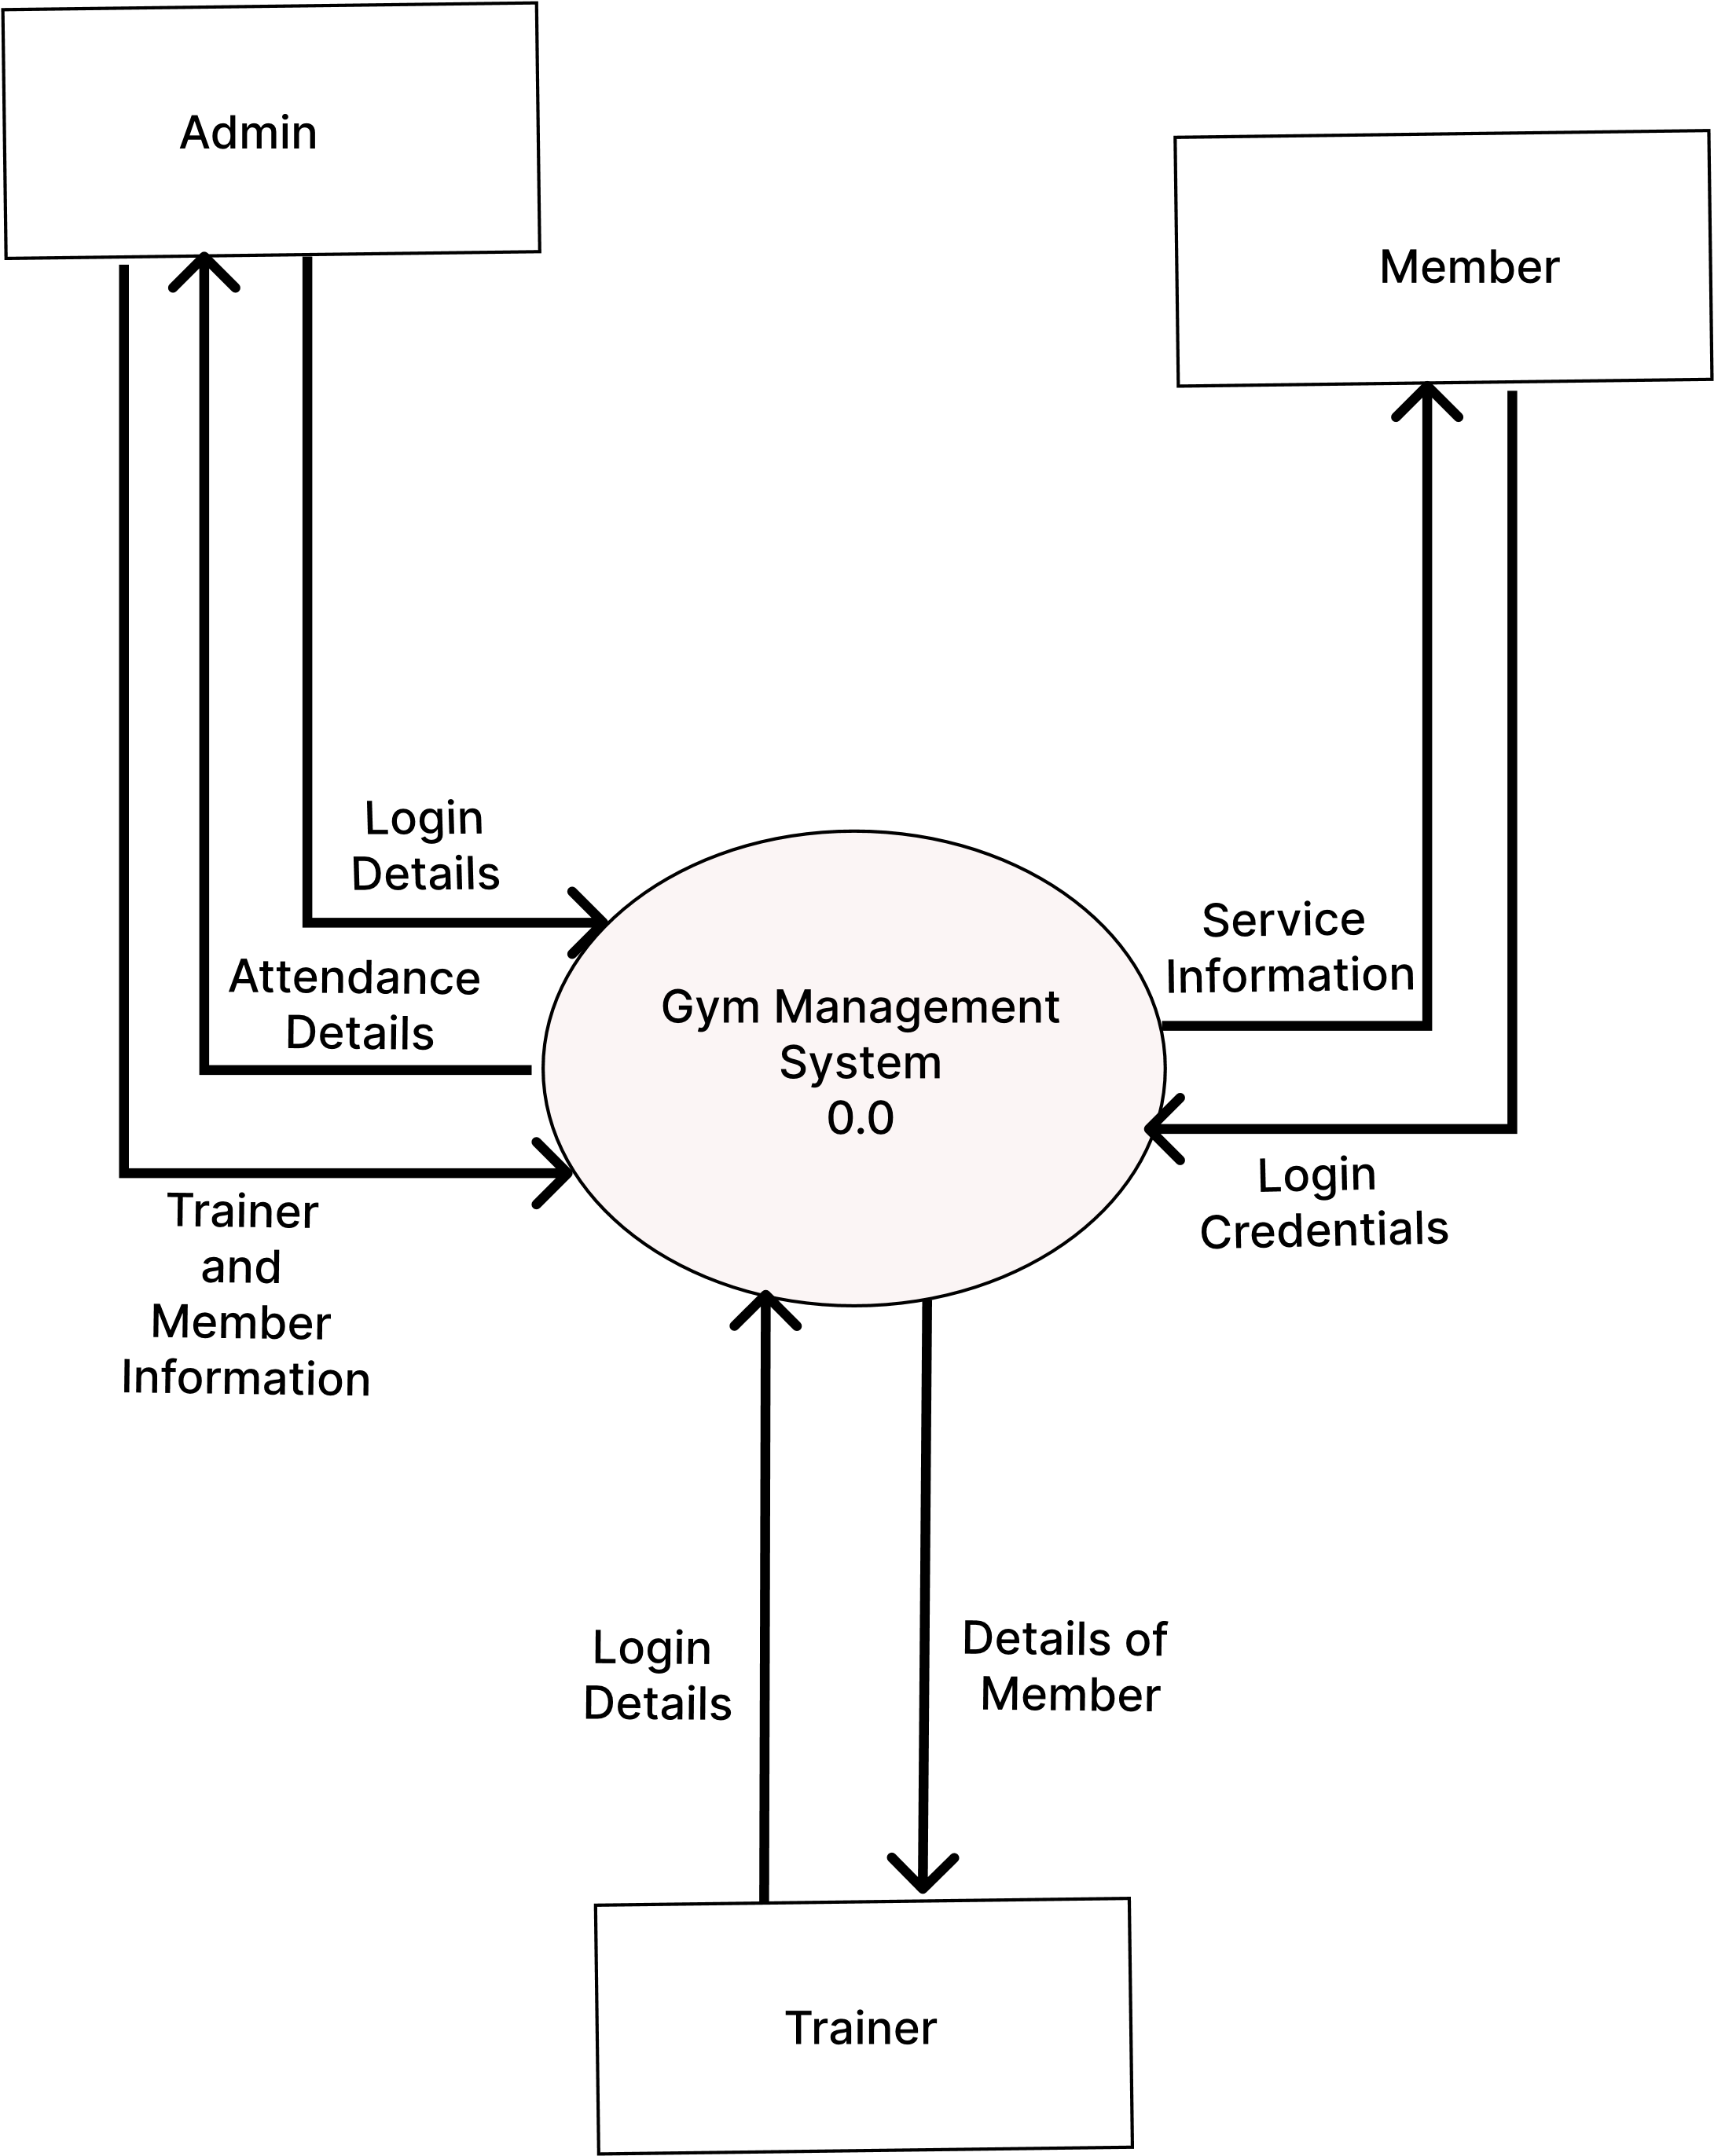 Admin
Member
Login
Details
Attendance
Details
Service
Information
Gym Management
System
0.0
Login
Credentials
Trainer
and
Member
Information
Login
Details
Details of
Member
Trainer